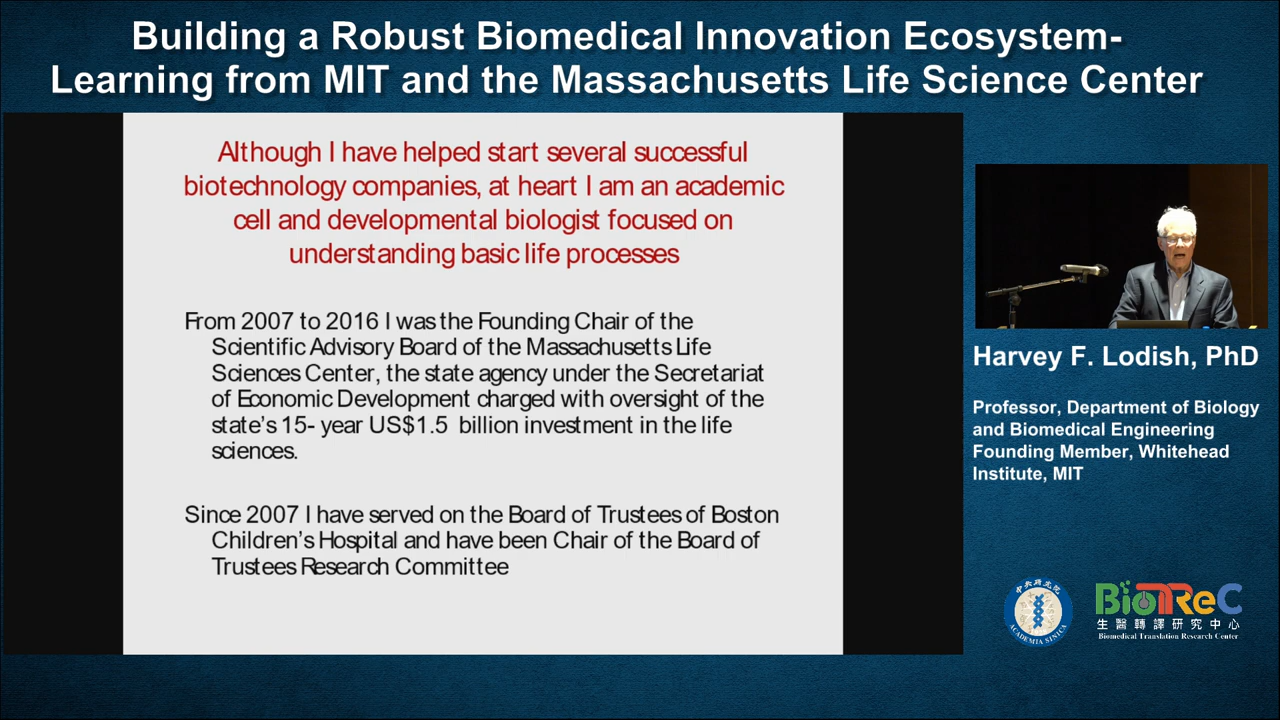 Building a Robust Biomedical Innovation Ecosystem-
Learning from MIT and the Massachusetts Life Science Center
Although I have helped start several successful
biotechnology companies, at heart I am an academic
cell and developmental biologist focused on
understanding basic life processes
From 2007 to 2016 I was the Founding Chair of the
Scientific Advisory Board of the Massachusetts Life
Sciences Center, the state agency under the Secretariat
of Economic Development charged with oversight of the
state's 15- year US$1.5 billion investment in the life
sciences.
Since 2007 I have served on the Board of Trustees of Boston
Children's Hospital and have been Chair of the Board of
Trustees Research Committee
Harvey F. Lodish, PhD
Professor, Department of Biology
and Biomedical Engineering
Founding Member, Whitehead
Institute, MIT
中央研究院
ACADEMIA SINICA
BioTReC
生醫轉譯研究中心
Biomedical Translation Research Center